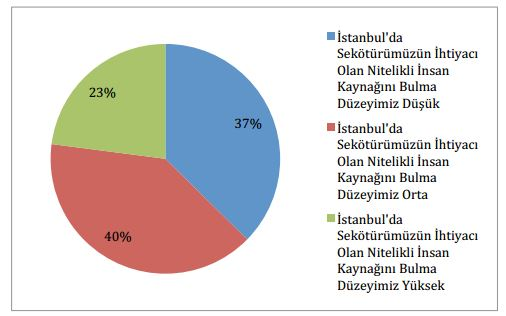 İstanbul'da
Sekötürümüzün İhtiyacı
Olan Nitelikli İnsan
Kaynağını Bulma
Düzeyimiz Düşük
İstanbul'da
Sekötürümüzün İhtiyacı
Olan Nitelikli İnsan
Kaynağını Bulma
Düzeyimiz Orta
İstanbul'da
Sekötürümüzün İhtiyacı
Olan Nitelikli İnsan
Kaynağını Bulma
Düzeyimiz Yüksek
23%
37%
40%